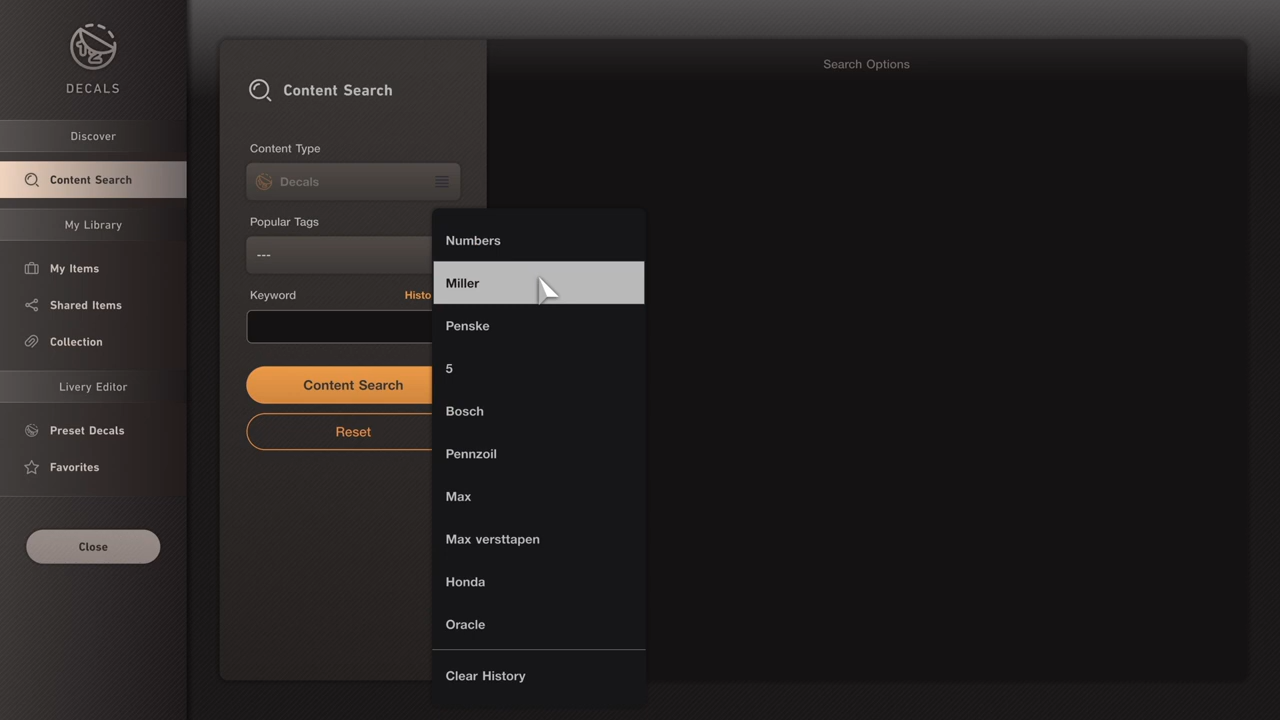 DECALS
Discover
Content Search
My Library
My Items
Shared Items
Collection
Livery Editor
Preset Decals
Favorites
Close
Content Search
Content Type
Decals
Popular Tags
---
Keyword Histo
Content Search
Reset
Numbers
Miller
Penske
5
Bosch
Pennzoil
Max
Max versttapen
Honda
Oracle
Clear History
Search Options